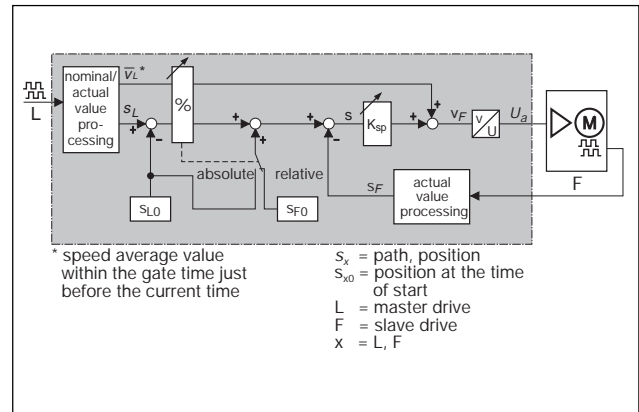 nominal/
actual
value
pro-
cessing
v̄L*
sL
L
%
+
−
+
+
+
−
s
Ksp
+
+
vF
v
U
Ua
M
F
absolute
relative
sL0
sF0
sF
actual
value
processing
* speed average value
within the gate time just
before the current time
sx = path, position
sx0 = position at the time
of start
L = master drive
F = slave drive
x = L, F